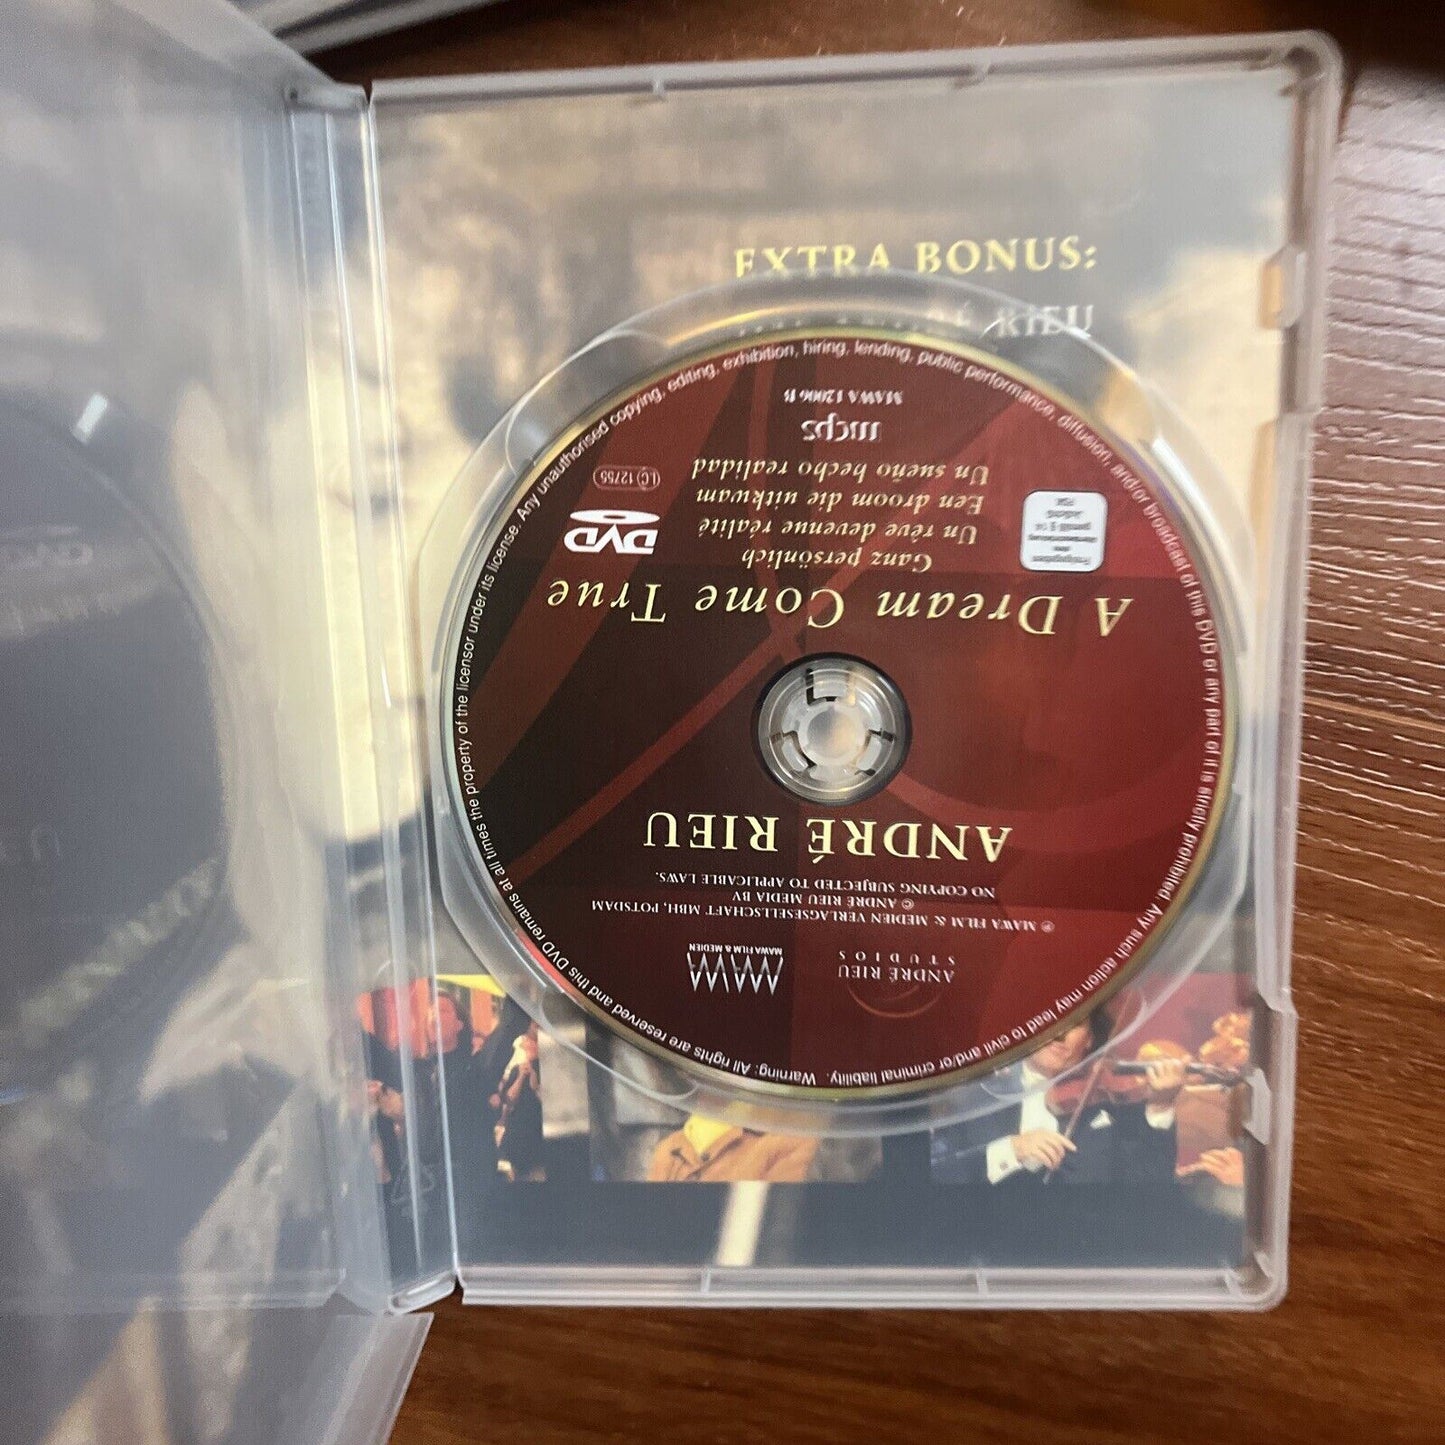 EXTRA BONUS:
RIEU
MAWA FILM & MEDIEN
ANDRÉ RIEU
STUDIOS
℗ MAWA FILM & MEDIEN VERLAGSGESELLSCHAFT MBH, POTSDAM
© ANDRÉ RIEU MEDIA BV
NO COPYING SUBJECTED TO APPLICABLE LAWS.
ANDRÉ RIEU
A Dream Come True
Ganz persönlich
Un rêve devenue réalité
Een droom die uitkwam
Un sueño hecho realidad
DVD
LC 12755
mcps
MAWA 12006 B
Warning: All rights are reserved and this DVD remains at all times the property of the licensor under its license. Any unauthorised copying, editing, exhibition, hiring, lending, public performance, diffusion, and/or broadcast of this DVD or any part of it is strictly prohibited. Any such action may lead to civil and/or criminal liability.